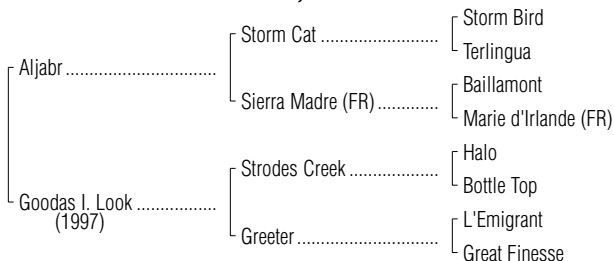 Storm Bird
Storm Cat ..............................
Terlingua
Aljabr .......................................
Baillamont
Sierra Madre (FR) ...............
Marie d'Irlande (FR)
Halo
Strodes Creek .......................
Bottle Top
Goodas I. Look .....................
(1997)
L'Emigrant
Greeter ....................................
Great Finesse